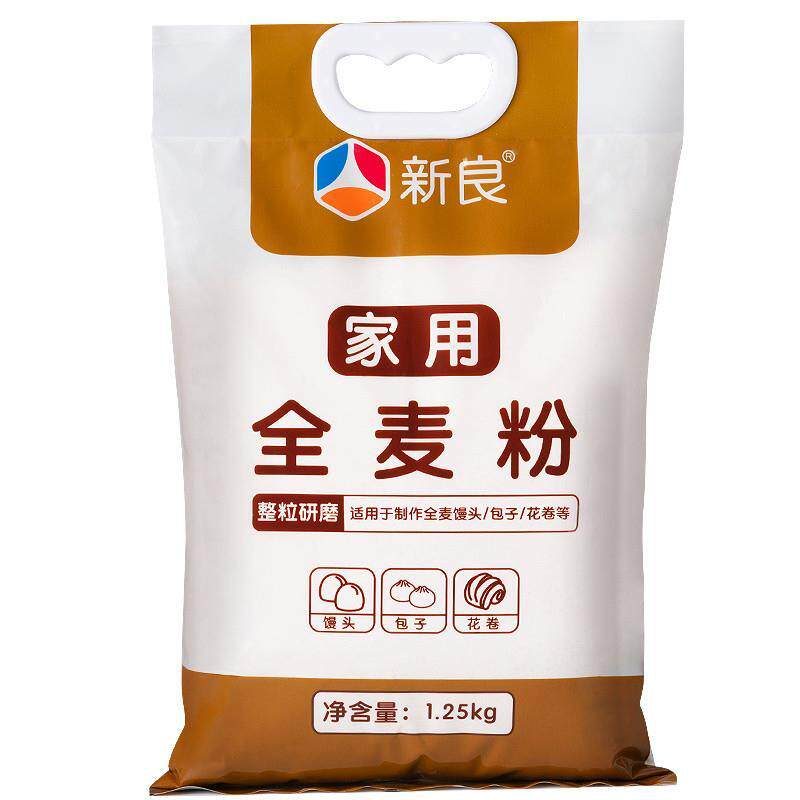 新良®
家用
全麦粉
整粒研磨 适用于制作全麦馒头/包子/花卷等
馒头 包子 花卷
净含量：1.25kg